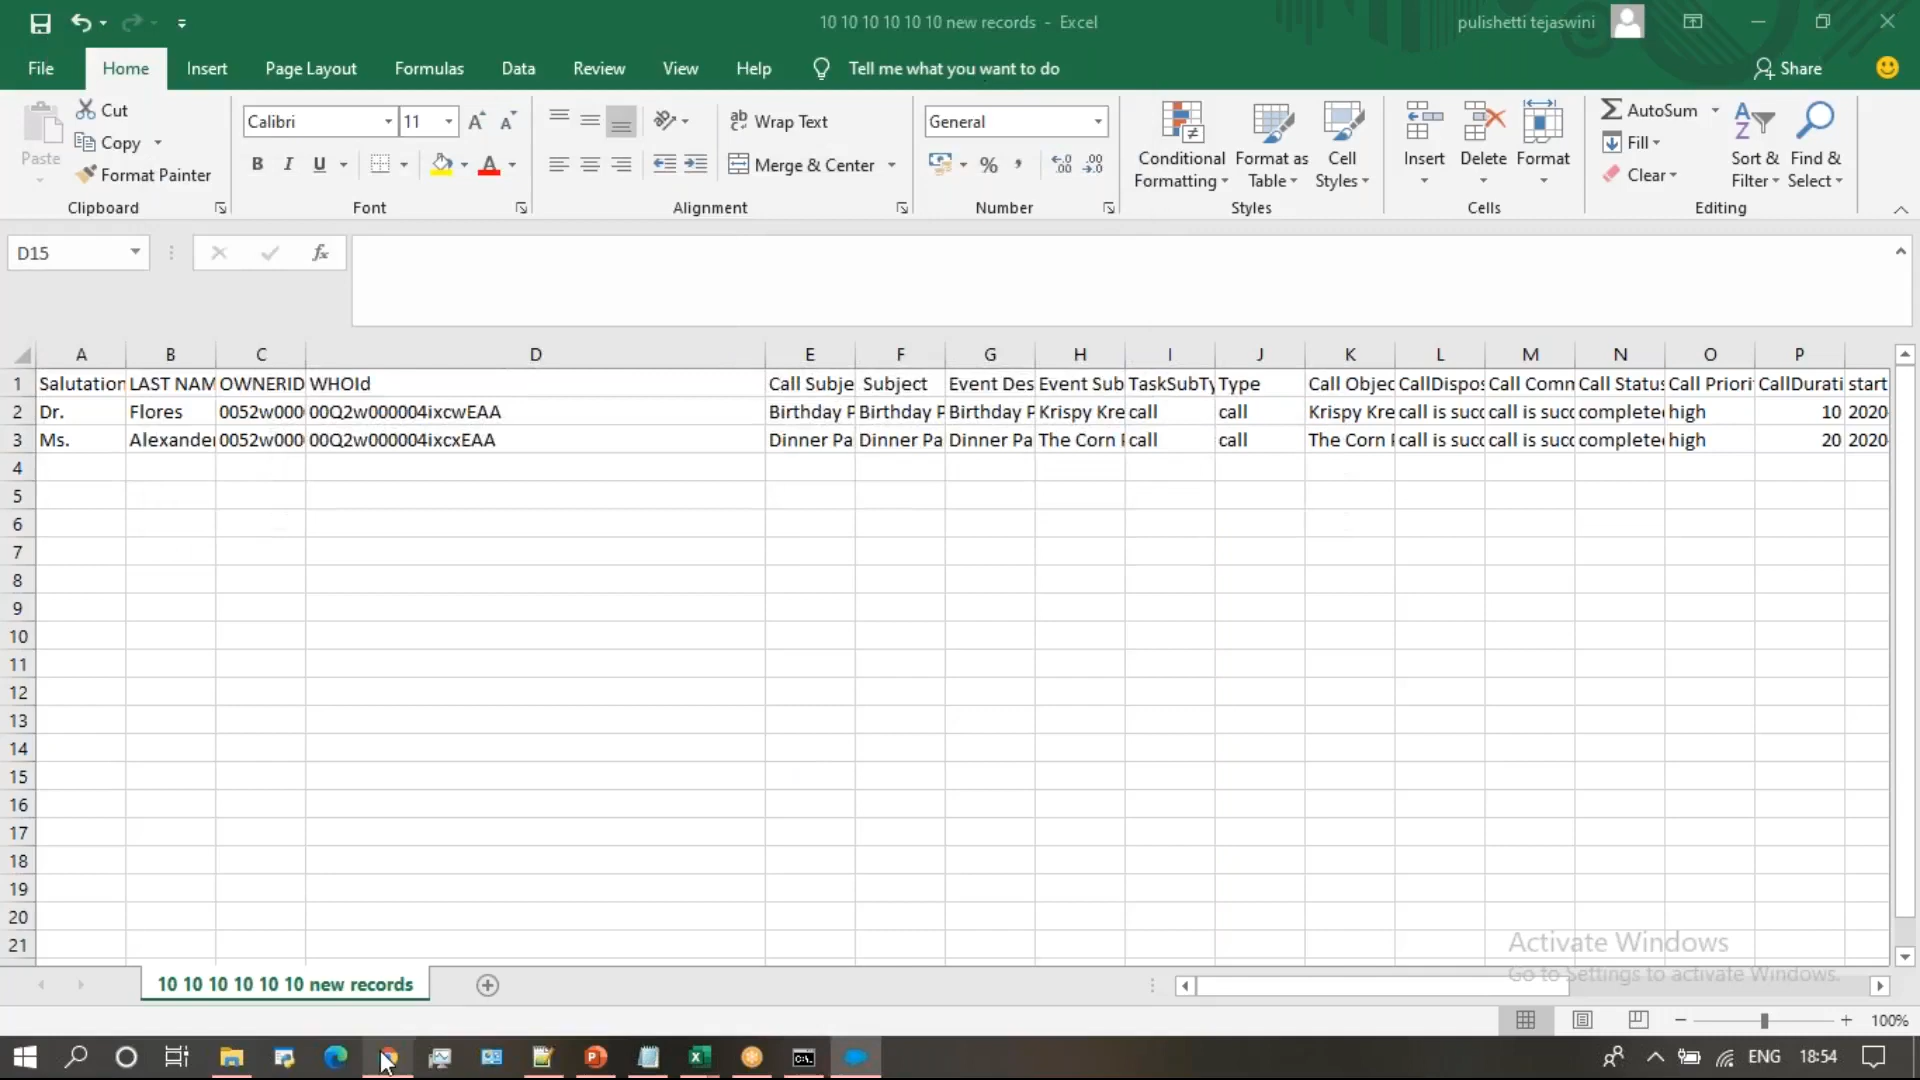 10 10 10 10 10 10 new records - Excel
pulishetti tejaswini
File Home Insert Page Layout Formulas Data Review View Help Tell me what you want to do Share
Paste
Cut
Copy
Format Painter
Clipboard
Calibri 11
B I U
Font
Wrap Text
Merge & Center
Alignment
General
Number
Conditional Formatting
Format as Table
Cell Styles
Styles
Insert Delete Format
Cells
AutoSum
Fill
Clear
Sort & Filter
Find & Select
Editing
D15
fx
A B C D E F G H I J K L M N O P
1 Salutation LAST NAM OWNERID WHOId Call Subje Subject Event Des Event Sub TaskSubTy Type Call Objec CallDispos Call Comm Call Status Call Priori CallDurati start
2 Dr. Flores 0052w000 00Q2w000004ixcwEAA Birthday P Birthday P Birthday P Krispy Kre call call Krispy Kre call is succ call is succ complete high 10 2020
3 Ms. Alexander 0052w000 00Q2w000004ixcxEAA Dinner Pa Dinner Pa Dinner Pa The Corn call call The Corn call is succ call is succ complete high 20 2020
4
5
6
7
8
9
10
11
12
13
14
15
16
17
18
19
20
21
Activate Windows
Go to Settings to activate Windows.
10 10 10 10 10 10 new records
100%
ENG 18:54